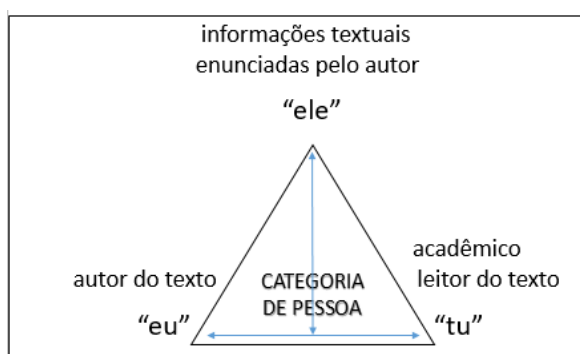 informações textuais
enunciadas pelo autor
“ele”
acadêmico
autor do texto
leitor do texto
CATEGORIA
DE PESSOA
“eu”
“tu”